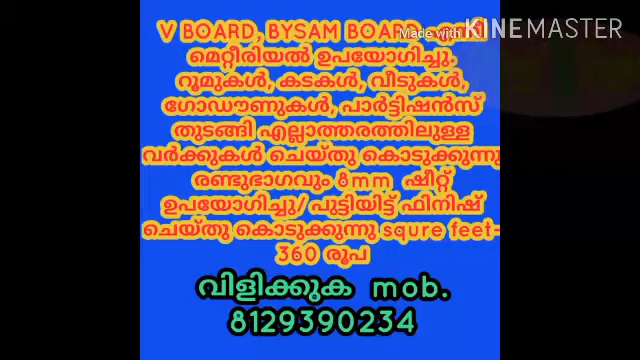 Made with KINEMASTER
V BOARD, BYSAM BOARD
മെറ്റീരിയൽ ഉപയോഗിച്ചു.
റൂമുകൾ, കടകൾ, വീടുകൾ,
ഗോഡൗണുകൾ, പാർട്ടിഷൻസ്
തുടങ്ങി എല്ലാത്തരത്തിലുള്ള
വർക്കുകൾ ചെയ്തു കൊടുക്കുന്നു
രണ്ടുഭാഗവും 8mm ഷീറ്റ്
ഉപയോഗിച്ചു/ പുട്ടിയിട്ട് ഫിനിഷ്
ചെയ്തു കൊടുക്കുന്നു squre feet-
360 രൂപ
വിളിക്കുക mob.
8129390234